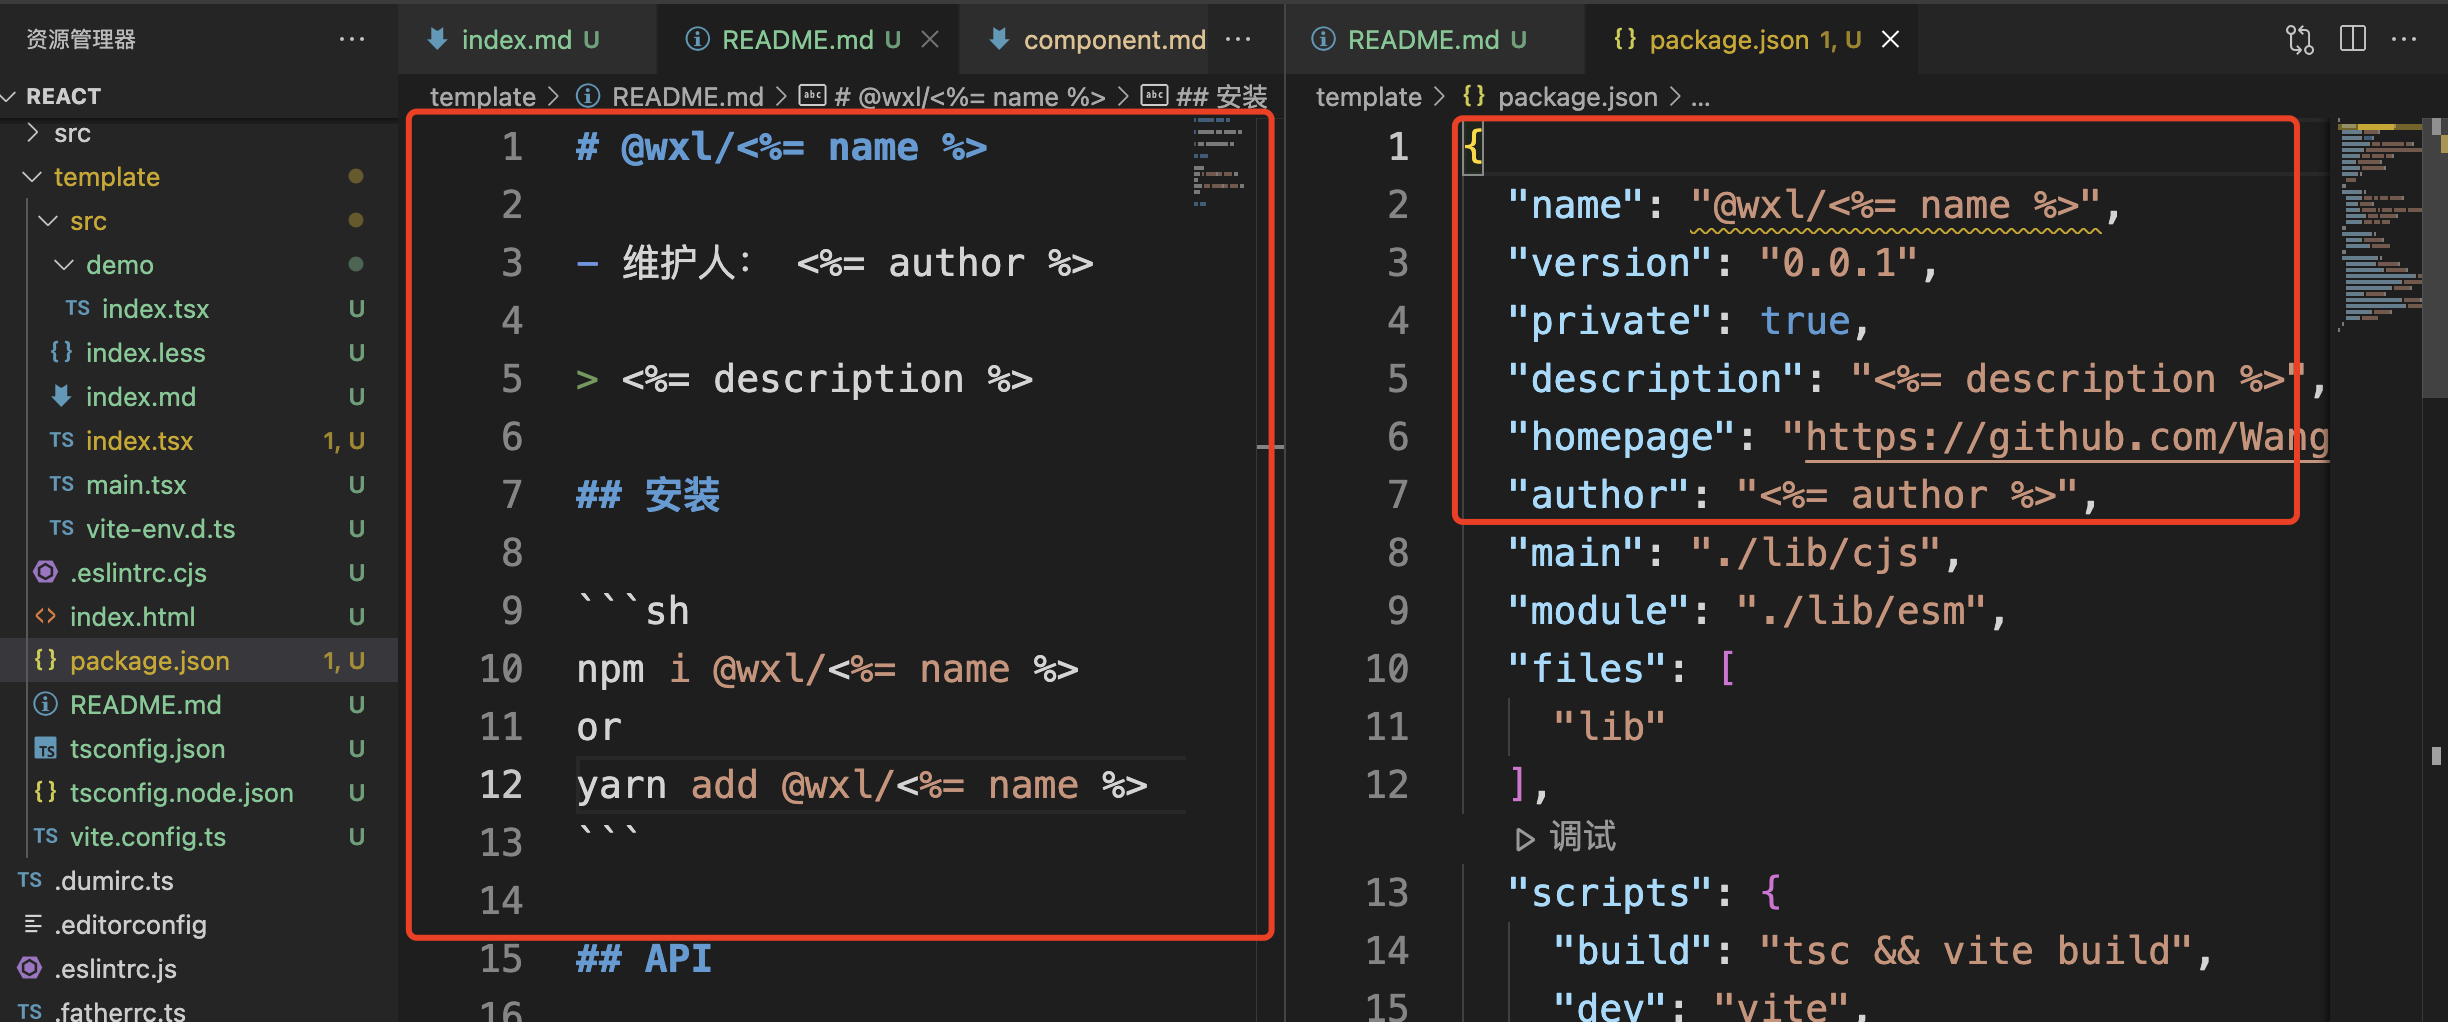 资源管理器 ···
REACT
src
template
src
demo
TS index.tsx U
{} index.less U
index.md U
TS index.tsx 1, U
TS main.tsx U
TS vite-env.d.ts U
.eslintrc.cjs U
<> index.html U
{} package.json 1, U
README.md U
TS tsconfig.json U
{} tsconfig.node.json U
TS vite.config.ts U
TS .dumirc.ts
.editorconfig
.eslintrc.js
TS .fatherrc.ts
index.md U
README.md U
component.md ···
template > README.md > abc # @wxl/<%= name %> > abc ## 安装
1 # @wxl/<%= name %>
2
3 - 维护人： <%= author %>
4
5 > <%= description %>
6
7 ## 安装
8
9 ```sh
10 npm i @wxl/<%= name %>
11 or
12 yarn add @wxl/<%= name %>
13 ```
14
15 ## API
16
README.md U
{} package.json 1, U
···
template > {} package.json > ...
1 {
2 "name": "@wxl/<%= name %>",
3 "version": "0.0.1",
4 "private": true,
5 "description": "<%= description %>",
6 "homepage": "https://github.com/Wang
7 "author": "<%= author %>",
8 "main": "./lib/cjs",
9 "module": "./lib/esm",
10 "files": [
11 "lib"
12 ],
调试
13 "scripts": {
14 "build": "tsc && vite build",
15 "dev": "vite",